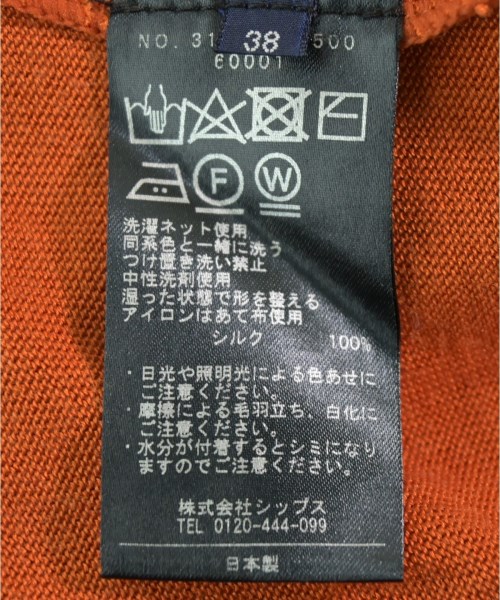 NO. 31 38 500
60001
F W
洗濯ネット使用
同系色と一緒に洗う
つけ置き洗い禁止
中性洗剤使用
湿った状態で形を整える
アイロンはあて布使用
シルク 100%
・日光や照明光による色あせに
ご注意ください。
・摩擦による毛羽立ち、白化に
ご注意ください。
・水分が付着するとシミになり
ますのでご注意ください。
株式会社シップス
TEL 0120-444-099
日本製